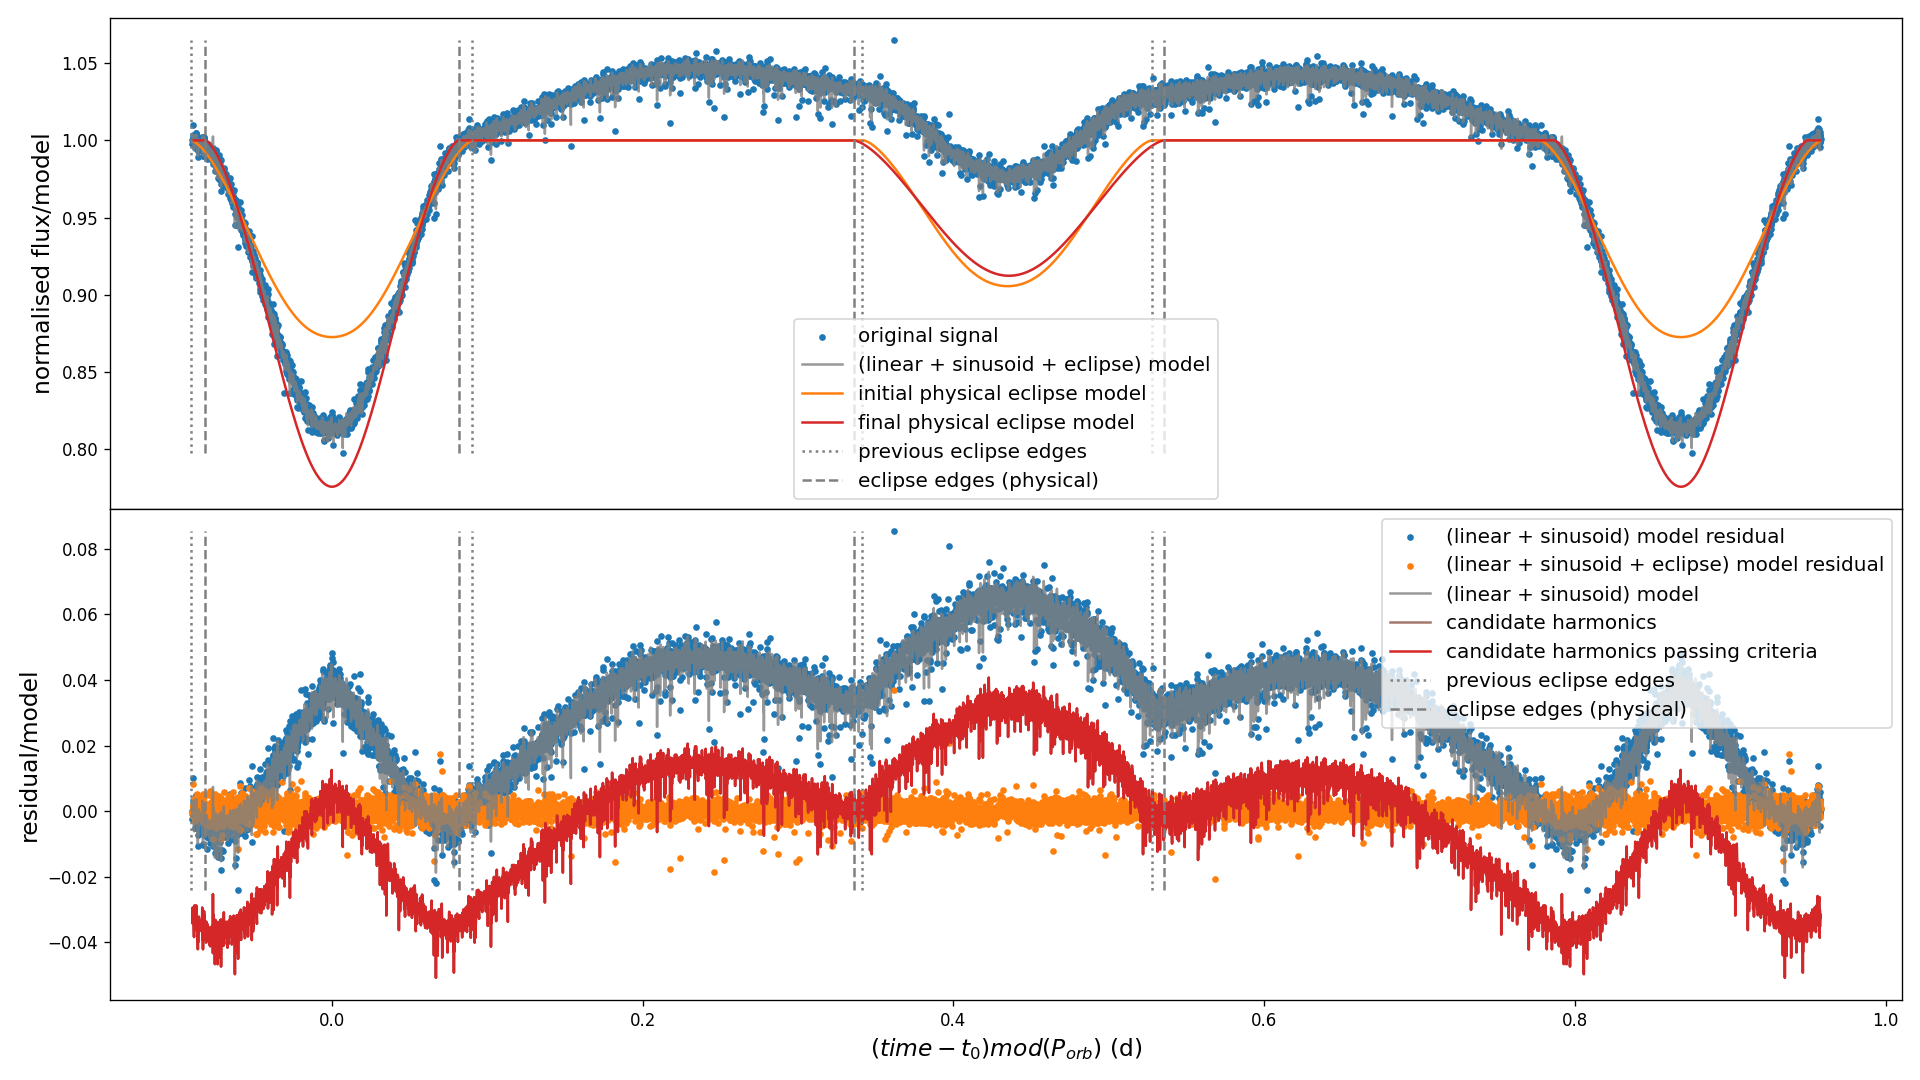 normalised flux/model
1.05
1.00
0.95
0.90
0.85
0.80
original signal
(linear + sinusoid + eclipse) model
initial physical eclipse model
final physical eclipse model
previous eclipse edges
eclipse edges (physical)
residual/model
0.08
0.06
0.04
0.02
0.00
−0.02
−0.04
(linear + sinusoid) model residual
(linear + sinusoid + eclipse) model residual
(linear + sinusoid) model
candidate harmonics
candidate harmonics passing criteria
previous eclipse edges
eclipse edges (physical)
0.0 0.2 0.4 0.6 0.8 1.0
(time − t₀)mod(Pₒᵣb) (d)